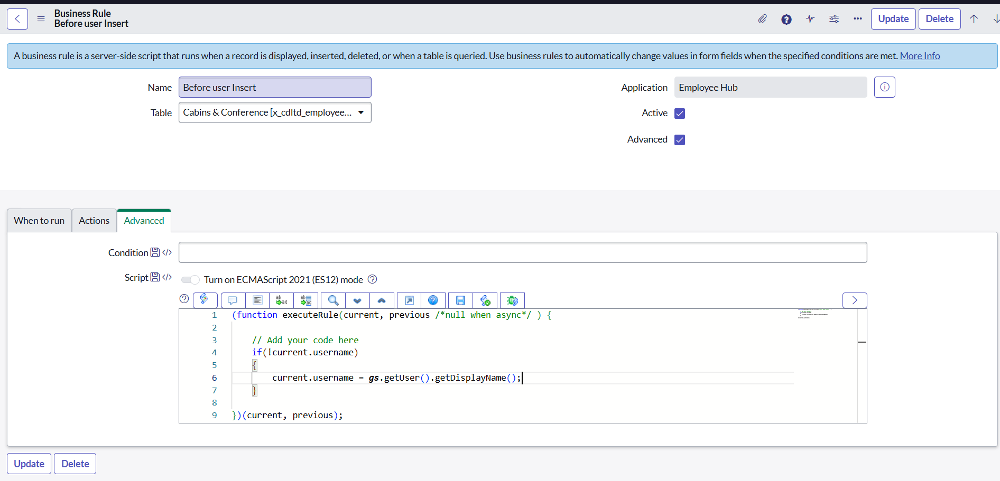 Business Rule
Before user Insert
Update
Delete
A business rule is a server-side script that runs when a record is displayed, inserted, deleted, or when a table is queried. Use business rules to automatically change values in form fields when the specified conditions are met. More Info
Name
Before user Insert
Application
Employee Hub
Table
Cabins & Conference [x_cdltd_employee...
Active
Advanced
When to run
Actions
Advanced
Condition
Script
Turn on ECMAScript 2021 (ES12) mode
1 (function executeRule(current, previous /*null when async*/ ) {
2
3 // Add your code here
4 if(!current.username)
5 {
6 current.username = gs.getUser().getDisplayName();
7 }
8
9 })(current, previous);
Update
Delete